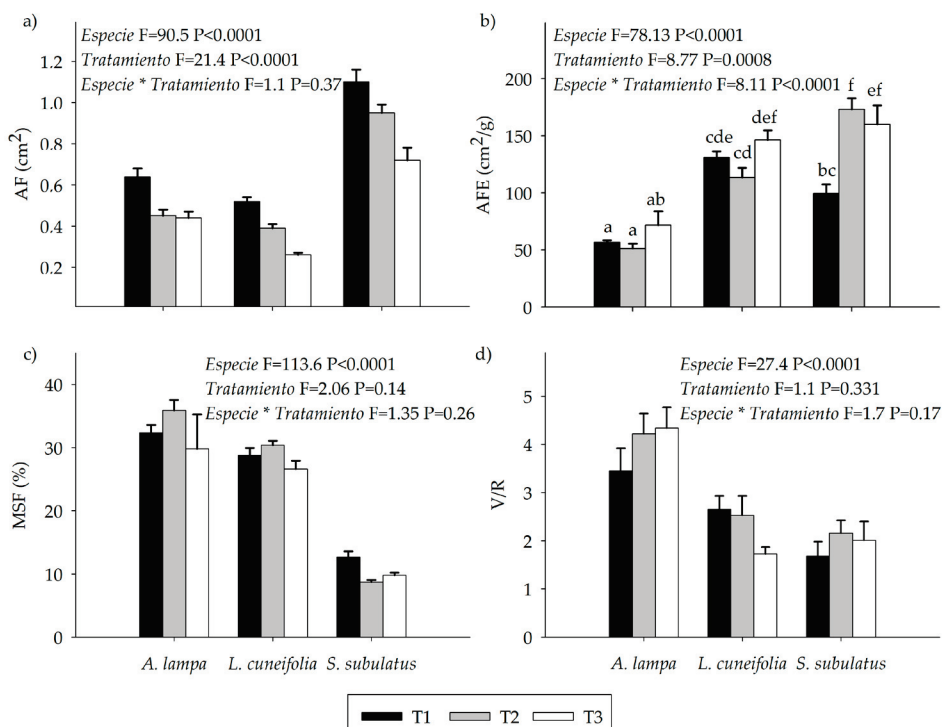 a)
Especie F=90.5 P<0.0001
Tratamiento F=21.4 P<0.0001
Especie * Tratamiento F=1.1 P=0.37
AF (cm²)
1.2
1.0
0.8
0.6
0.4
0.2
b)
Especie F=78.13 P<0.0001
Tratamiento F=8.77 P=0.0008
Especie * Tratamiento F=8.11 P<0.0001
AFE (cm²/g)
200
150
100
50
0
a
a
ab
cde
cd
def
bc
f
ef
c)
Especie F=113.6 P<0.0001
Tratamiento F=2.06 P=0.14
Especie * Tratamiento F=1.35 P=0.26
MSF (%)
40
30
20
10
0
A. lampa L. cuneifolia S. subulatus
d)
Especie F=27.4 P<0.0001
Tratamiento F=1.1 P=0.331
Especie * Tratamiento F=1.7 P=0.17
V/R
5
4
3
2
1
0
A. lampa L. cuneifolia S. subulatus
T1 T2 T3